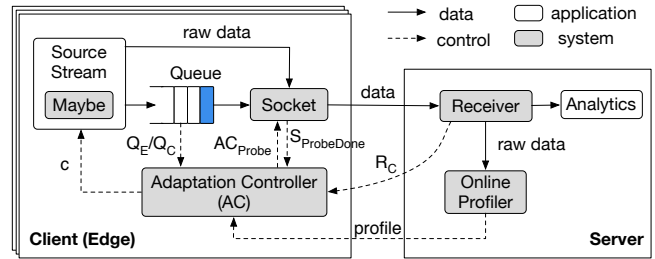 data
application
control
system
raw data
Source
Stream
Maybe
Queue
Socket
data
Receiver
Analytics
Q_E/Q_C
AC_Probe
S_ProbeDone
raw data
c
R_C
Adaptation Controller
(AC)
Online
Profiler
profile
Client (Edge)
Server